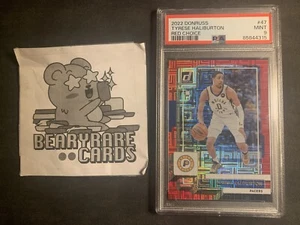 BEARYRARE
CARDS
2022 DONRUSS
#47
TYRESE HALIBURTON
MINT
RED CHOICE
9
PSA
PACERS